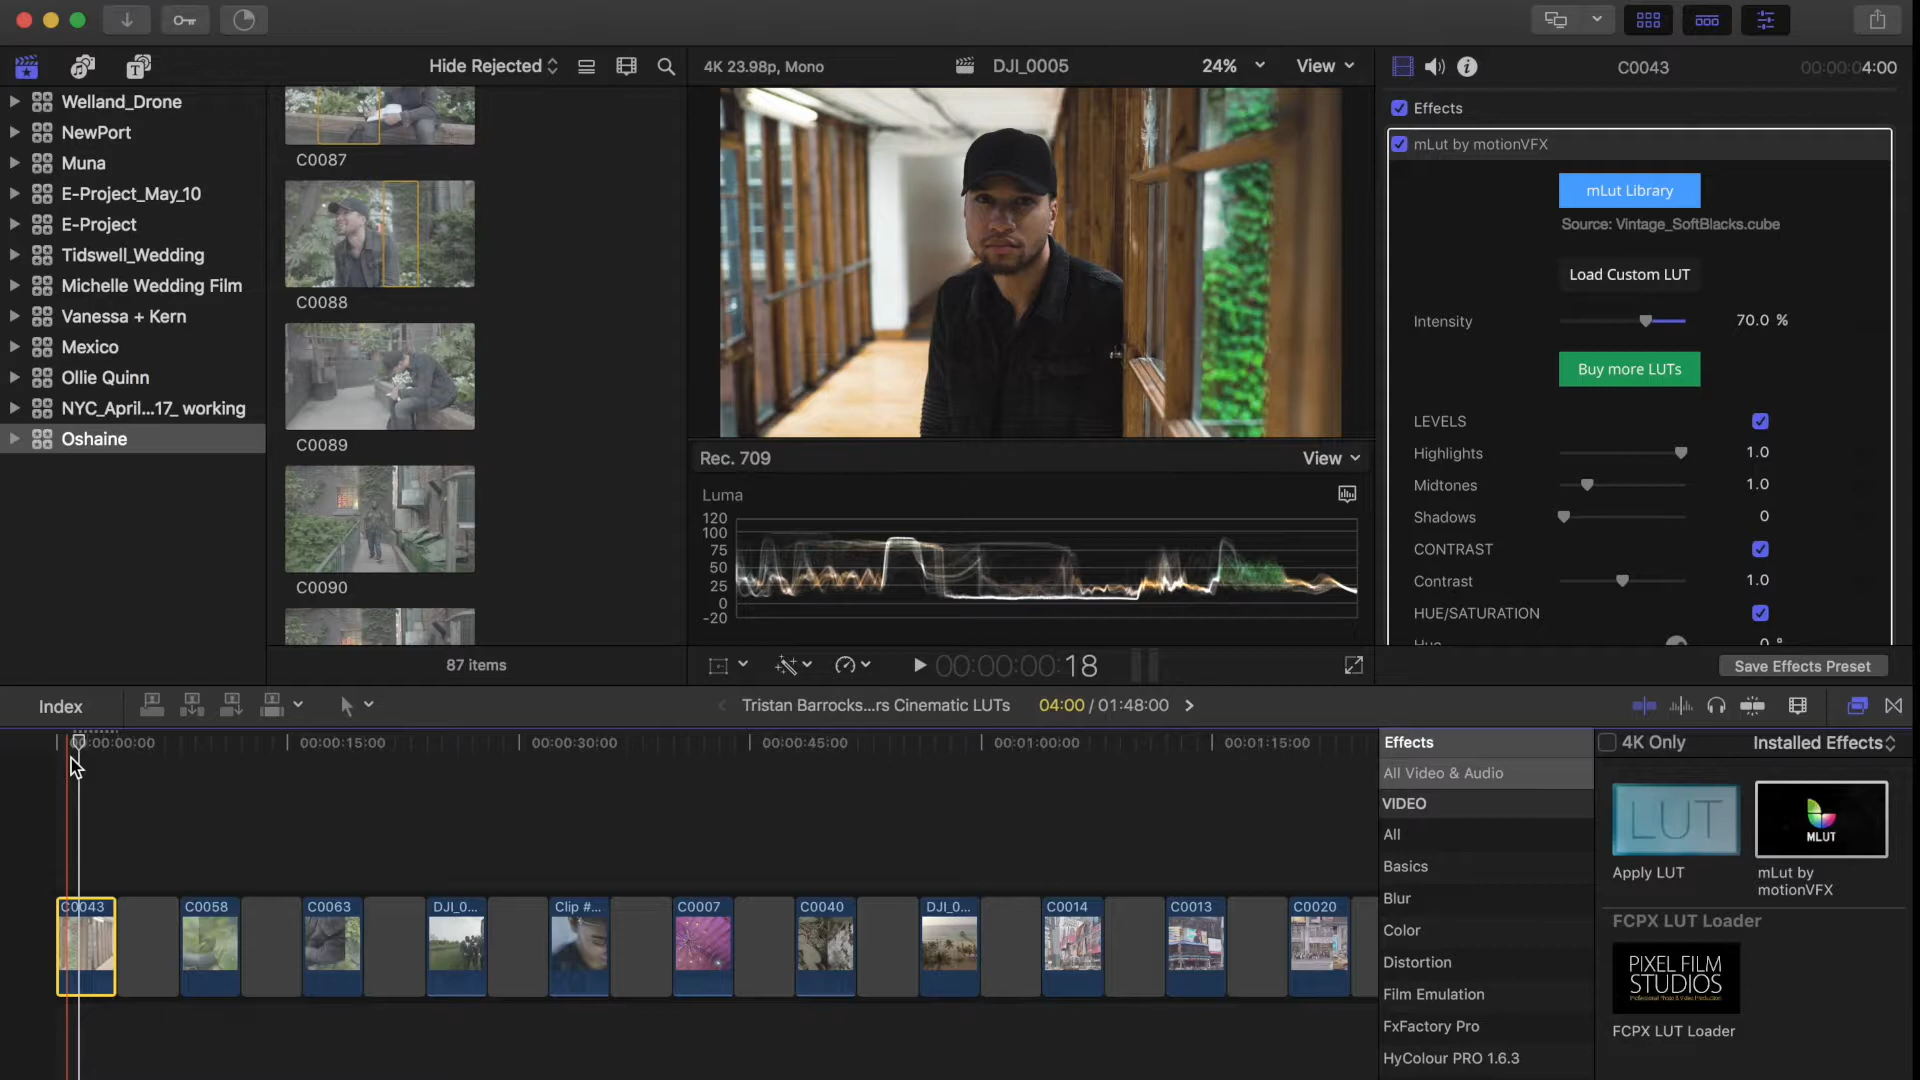 Hide Rejected
4K 23.98p, Mono
DJI_0005
24%
View
C0043
00:00:04:00
Welland_Drone
NewPort
Muna
E-Project_May_10
E-Project
Tidswell_Wedding
Michelle Wedding Film
Vanessa + Kern
Mexico
Ollie Quinn
NYC_April...17_ working
Oshaine
C0087
C0088
C0089
C0090
87 items
Rec. 709
View
Luma
120
100
75
50
25
0
-20
00:00:00:18
Effects
mLut by motionVFX
mLut Library
Source: Vintage_SoftBlacks.cube
Load Custom LUT
Intensity
70.0 %
Buy more LUTs
LEVELS
Highlights
1.0
Midtones
1.0
Shadows
0
CONTRAST
Contrast
1.0
HUE/SATURATION
Hue
0 °
Save Effects Preset
Index
Tristan Barrocks...rs Cinematic LUTs
04:00 / 01:48:00
00:00:00:00
00:00:15:00
00:00:30:00
00:00:45:00
00:01:00:00
00:01:15:00
C0043
C0058
C0063
DJI_0...
Clip #...
C0007
C0040
DJI_0...
C0014
C0013
C0020
Effects
All Video & Audio
VIDEO
All
Basics
Blur
Color
Distortion
Film Emulation
FxFactory Pro
HyColour PRO 1.6.3
4K Only
Installed Effects
LUT
Apply LUT
MLUT
mLut by
motionVFX
FCPX LUT Loader
PIXEL FILM
STUDIOS
FCPX LUT Loader